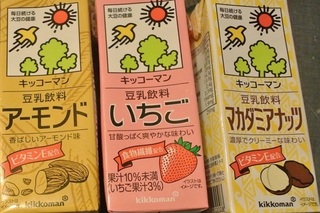 毎日続ける
大豆の健康
キッコーマン
豆乳飲料
アーモンド
香ばしいアーモンド味
ビタミンE配合
kikkoman
毎日続ける
大豆の健康
キッコーマン
豆乳飲料
いちご
甘酸っぱく爽やかな味わい
食物繊維配合
果汁10%未満
(いちご果汁3%)
kikkoman
毎日続ける
大豆の健康
キッコーマン
豆乳飲料
マカダミアナッツ
濃厚でクリーミーな味わい
ビタミンE配合
kikkoman